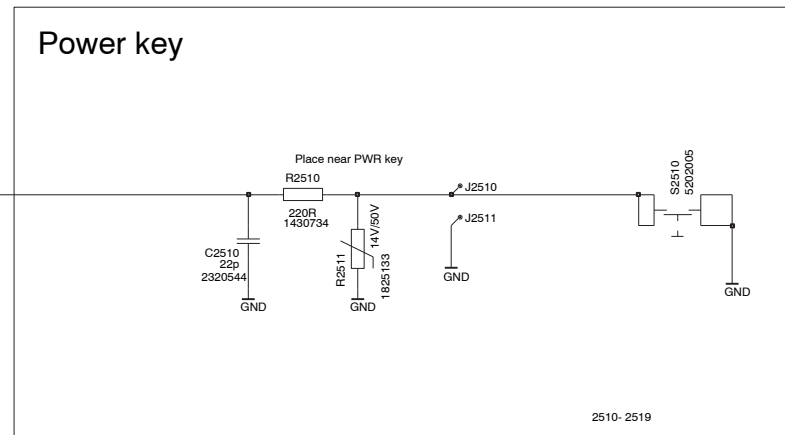 Power key
Place near PWR key
R2510
220R
1430734
C2510
22p
2320544
GND
R2511
14V/50V
1825133
GND
J2510
J2511
GND
S2510
5202005
GND
2510- 2519